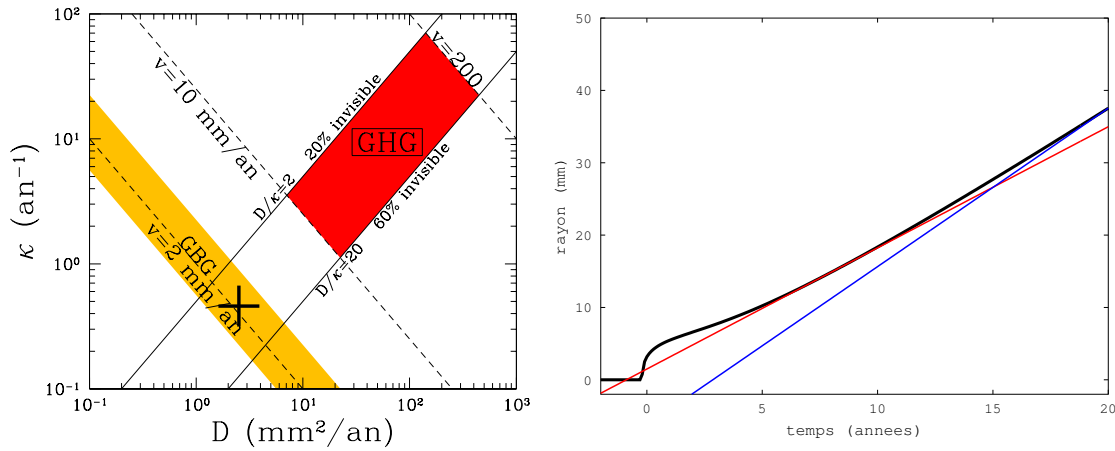 10²
10¹
10⁰
10⁻¹
κ (an⁻¹)
v=10 mm/an
v=200
20% invisible
GHG
60% invisible
D/κ=2
D/κ=20
GBG
v=2 mm/an
10⁻¹ 10⁰ 10¹ 10² 10³
D (mm²/an)
50
40
30
20
10
0
rayon (mm)
0 5 10 15 20
temps (annees)